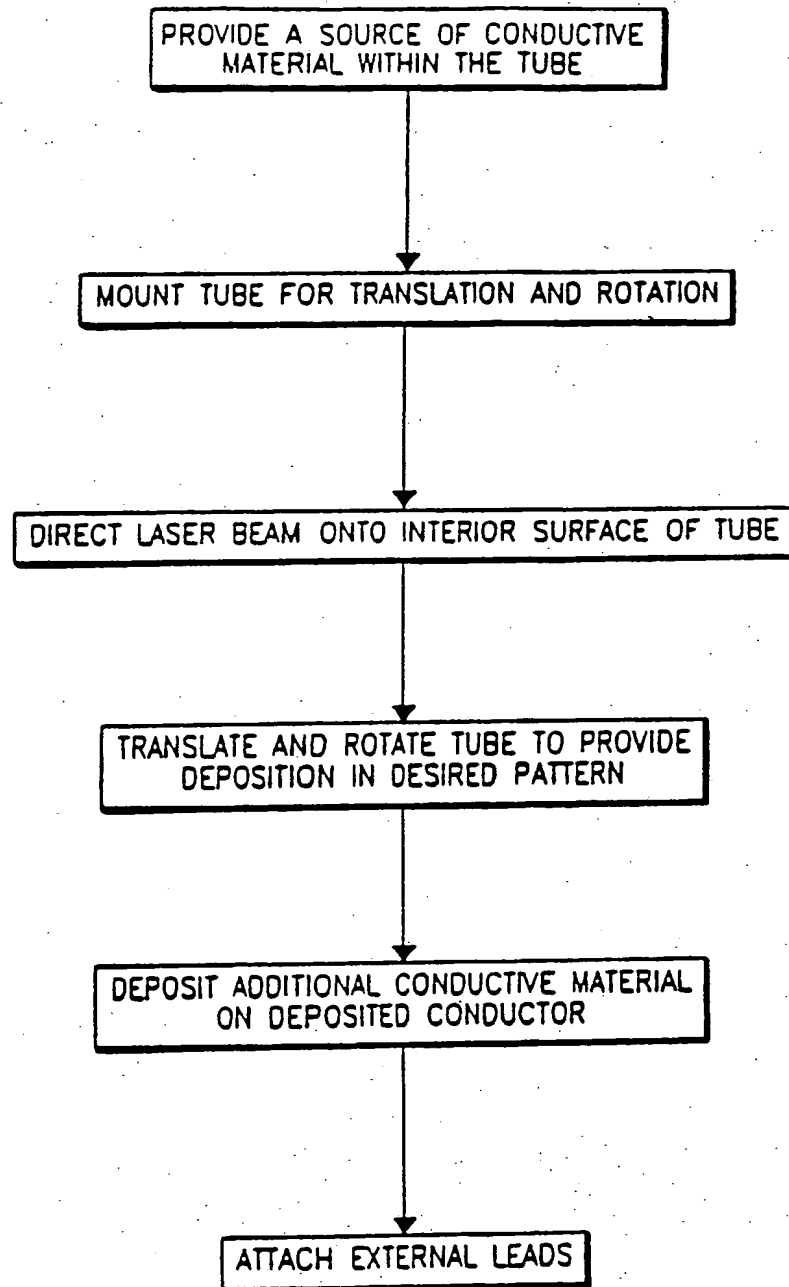 PROVIDE A SOURCE OF CONDUCTIVE
MATERIAL WITHIN THE TUBE
MOUNT TUBE FOR TRANSLATION AND ROTATION
DIRECT LASER BEAM ONTO INTERIOR SURFACE OF TUBE
TRANSLATE AND ROTATE TUBE TO PROVIDE
DEPOSITION IN DESIRED PATTERN
DEPOSIT ADDITIONAL CONDUCTIVE MATERIAL
ON DEPOSITED CONDUCTOR
ATTACH EXTERNAL LEADS